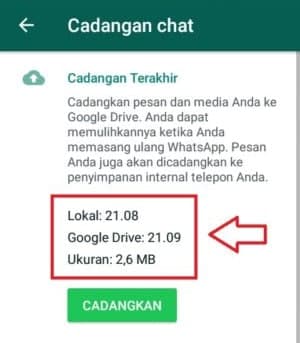 Cadangan chat
Cadangan Terakhir
Cadangkan pesan dan media Anda ke
Google Drive. Anda dapat
memulihkannya ketika Anda
memasang ulang WhatsApp. Pesan
Anda juga akan dicadangkan ke
penyimpanan internal telepon Anda.
Lokal: 21.08
Google Drive: 21.09
Ukuran: 2,6 MB
CADANGKAN